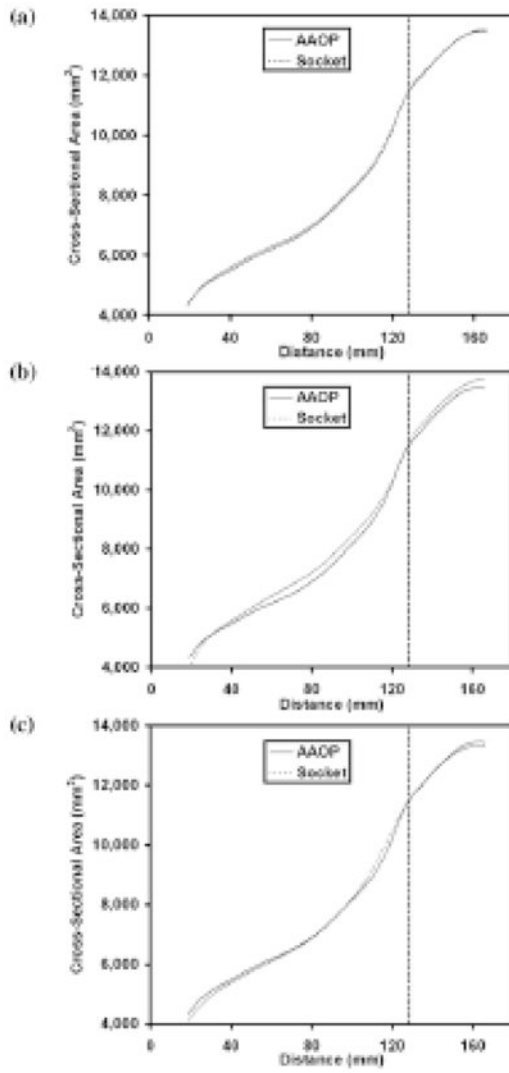 (a)
14,000
12,000
10,000
8,000
6,000
4,000
Cross-Sectional Area (mm²)
AAOP
Socket
0
40
80
120
160
Distance (mm)
(b)
14,000
12,000
10,000
8,000
6,000
4,000
Cross-Sectional Area (mm²)
AAOP
Socket
0
40
80
120
160
Distance (mm)
(c)
14,000
12,000
10,000
8,000
6,000
4,000
Cross-Sectional Area (mm²)
AAOP
Socket
0
40
80
120
160
Distance (mm)